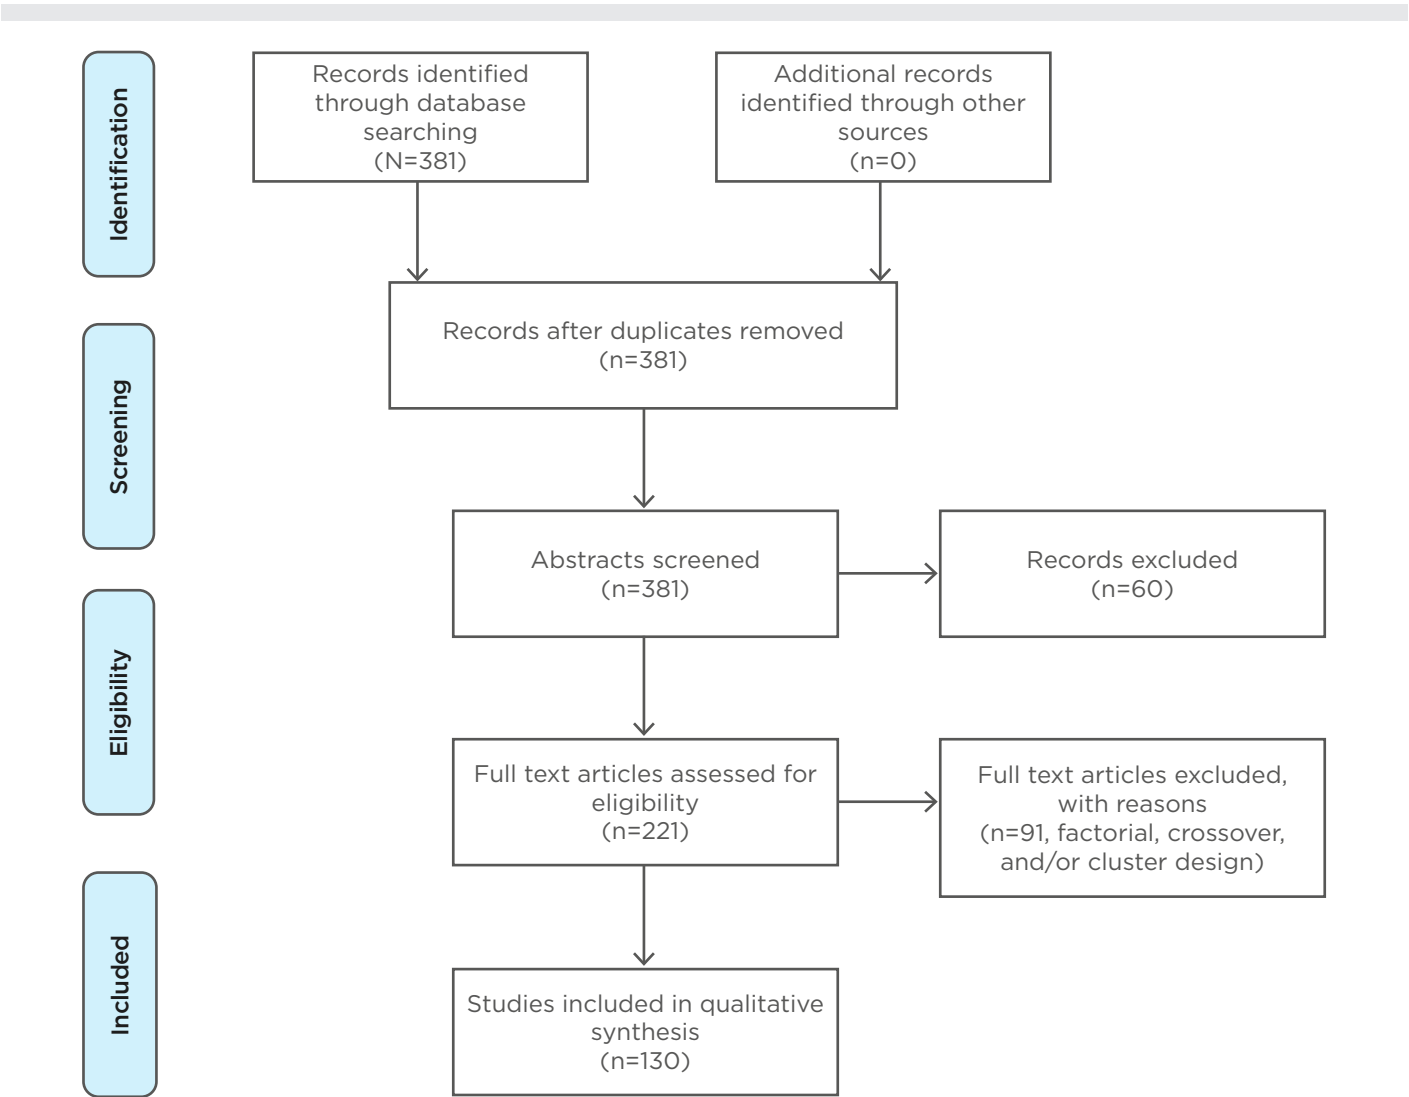 Identification
Records identified
through database
searching
(N=381)
Additional records
identified through other
sources
(n=0)
Screening
Records after duplicates removed
(n=381)
Abstracts screened
(n=381)
Records excluded
(n=60)
Eligibility
Full text articles assessed for
eligibility
(n=221)
Full text articles excluded,
with reasons
(n=91, factorial, crossover,
and/or cluster design)
Included
Studies included in qualitative
synthesis
(n=130)